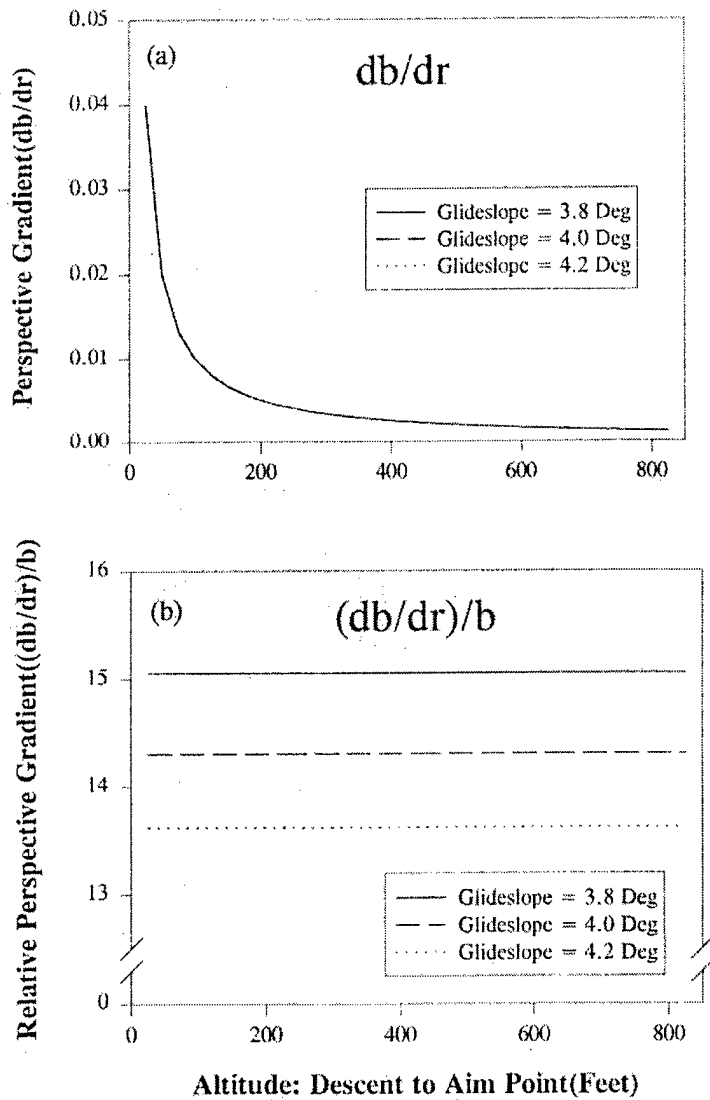 (a)
db/dr
Perspective Gradient(db/dr)
0.05
0.04
0.03
0.02
0.01
0.00
Glideslope = 3.8 Deg
Glideslope = 4.0 Deg
Glideslope = 4.2 Deg
0 200 400 600 800
(b)
(db/dr)/b
Relative Perspective Gradient((db/dr)/b)
16
15
14
13
0
Glideslope = 3.8 Deg
Glideslope = 4.0 Deg
Glideslope = 4.2 Deg
0 200 400 600 800
Altitude: Descent to Aim Point(Feet)